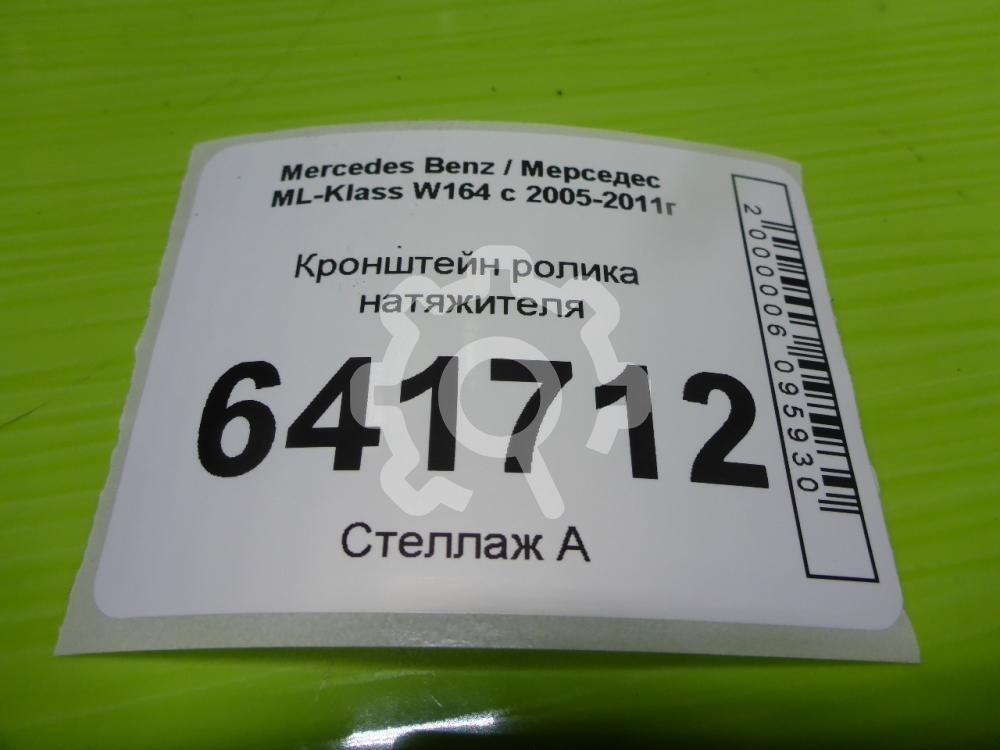 Mercedes Benz / Мерседес
ML-Klass W164 с 2005-2011г
Кронштейн ролика
натяжителя
641712
Стеллаж А
2000006095930